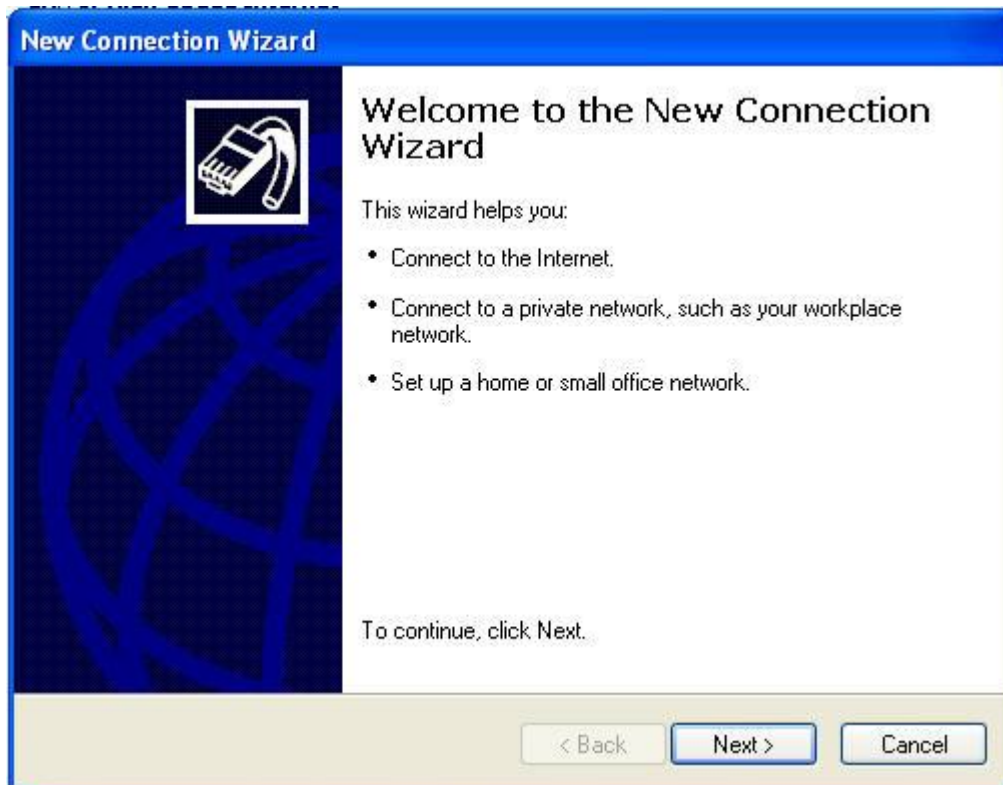 New Connection Wizard
Welcome to the New Connection
Wizard
This wizard helps you:
• Connect to the Internet.
• Connect to a private network, such as your workplace
network.
• Set up a home or small office network.
To continue, click Next.
< Back
Next >
Cancel